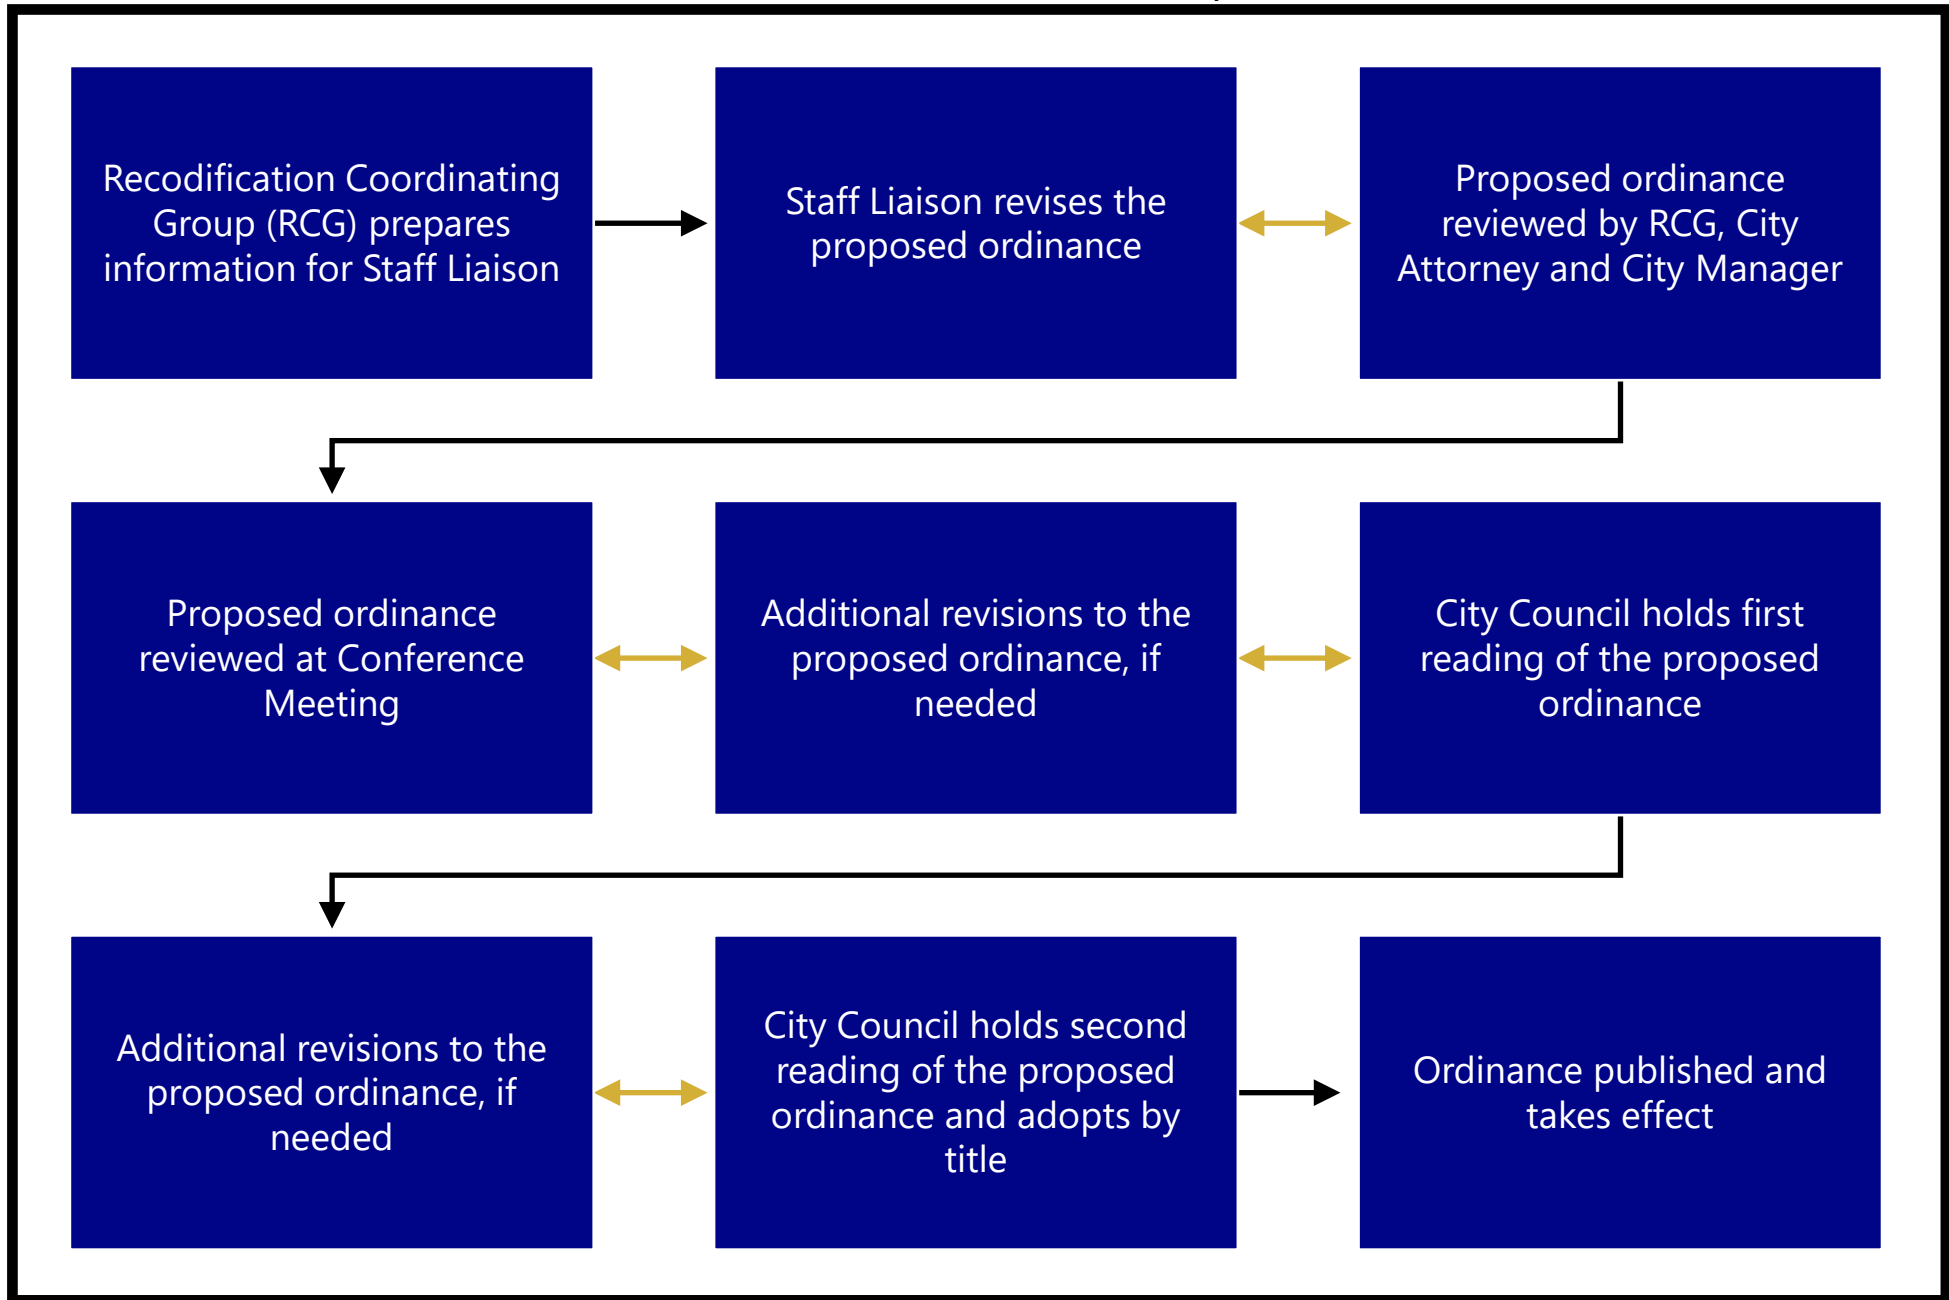 Recodification Coordinating
Group (RCG) prepares
information for Staff Liaison
Staff Liaison revises the
proposed ordinance
Proposed ordinance
reviewed by RCG, City
Attorney and City Manager
Proposed ordinance
reviewed at Conference
Meeting
Additional revisions to the
proposed ordinance, if
needed
City Council holds first
reading of the proposed
ordinance
Additional revisions to the
proposed ordinance, if
needed
City Council holds second
reading of the proposed
ordinance and adopts by
title
Ordinance published and
takes effect